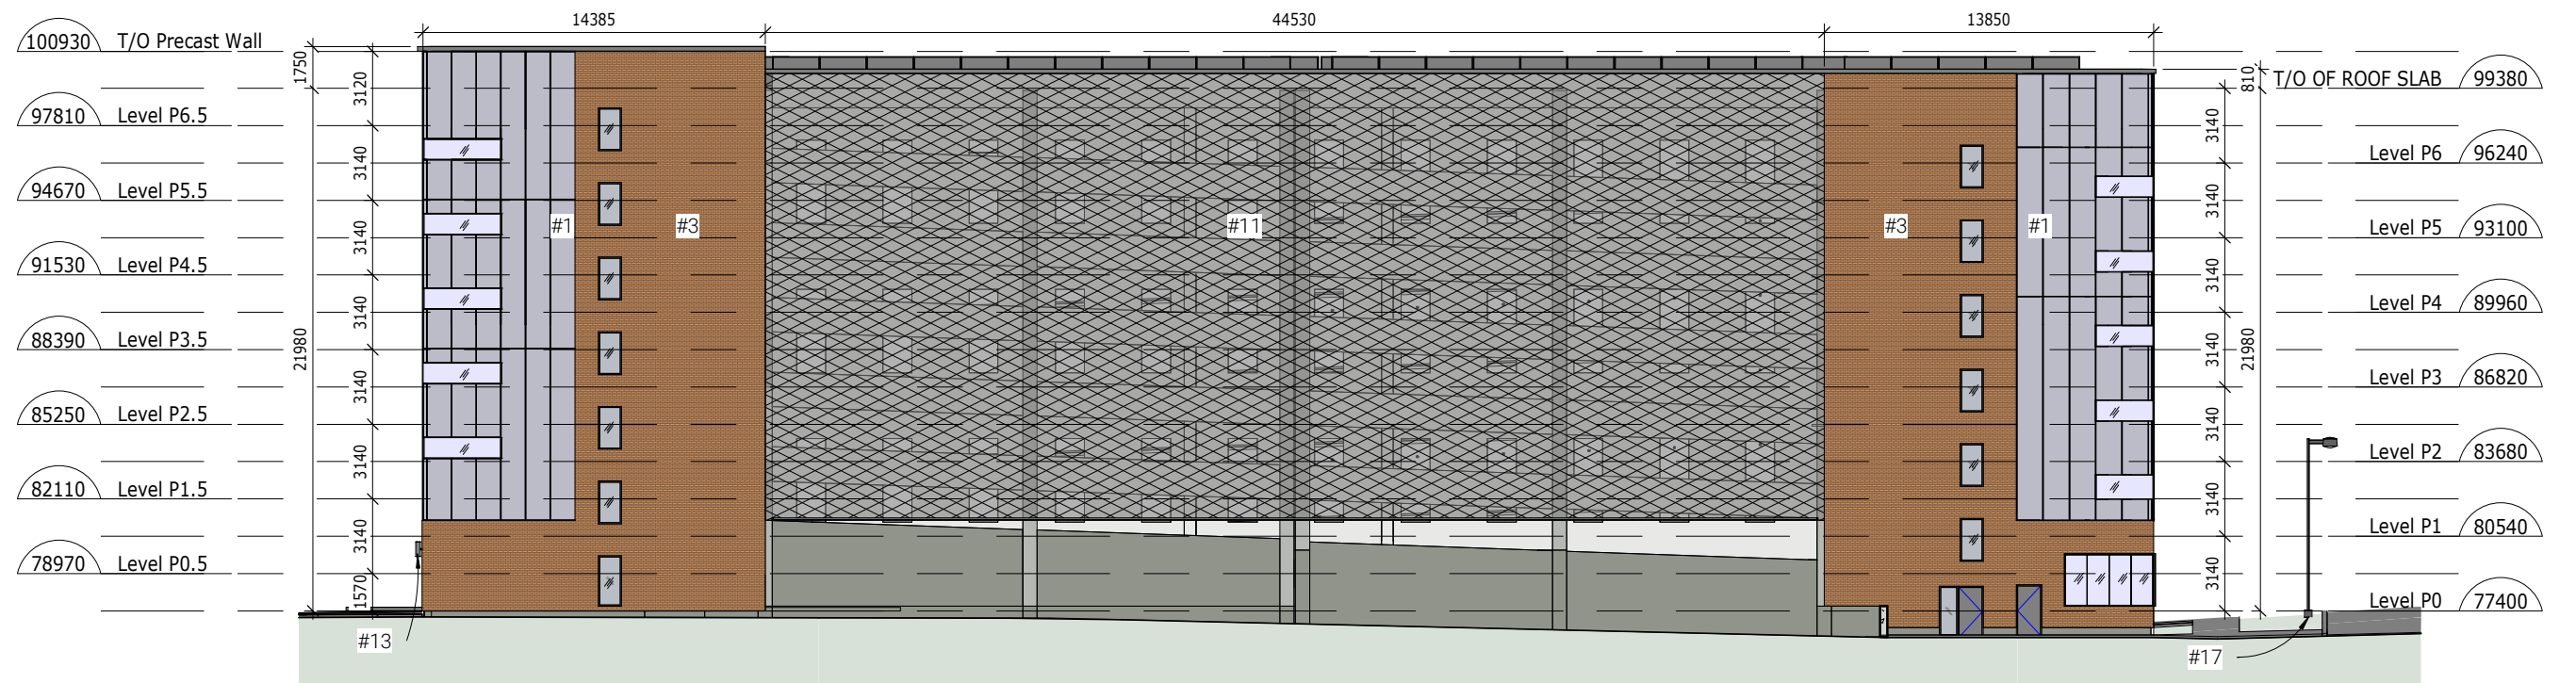 14385
44530
13850
100930 T/O Precast Wall
97810 Level P6.5
94670 Level P5.5
91530 Level P4.5
88390 Level P3.5
85250 Level P2.5
82110 Level P1.5
78970 Level P0.5
1750
21980
3120
3140
3140
3140
3140
3140
3140
3140
1570
#1
#3
#11
#3
#1
#13
#17
810
21980
3140
3140
3140
3140
3140
3140
3140
T/O OF ROOF SLAB 99380
Level P6 96240
Level P5 93100
Level P4 89960
Level P3 86820
Level P2 83680
Level P1 80540
Level P0 77400